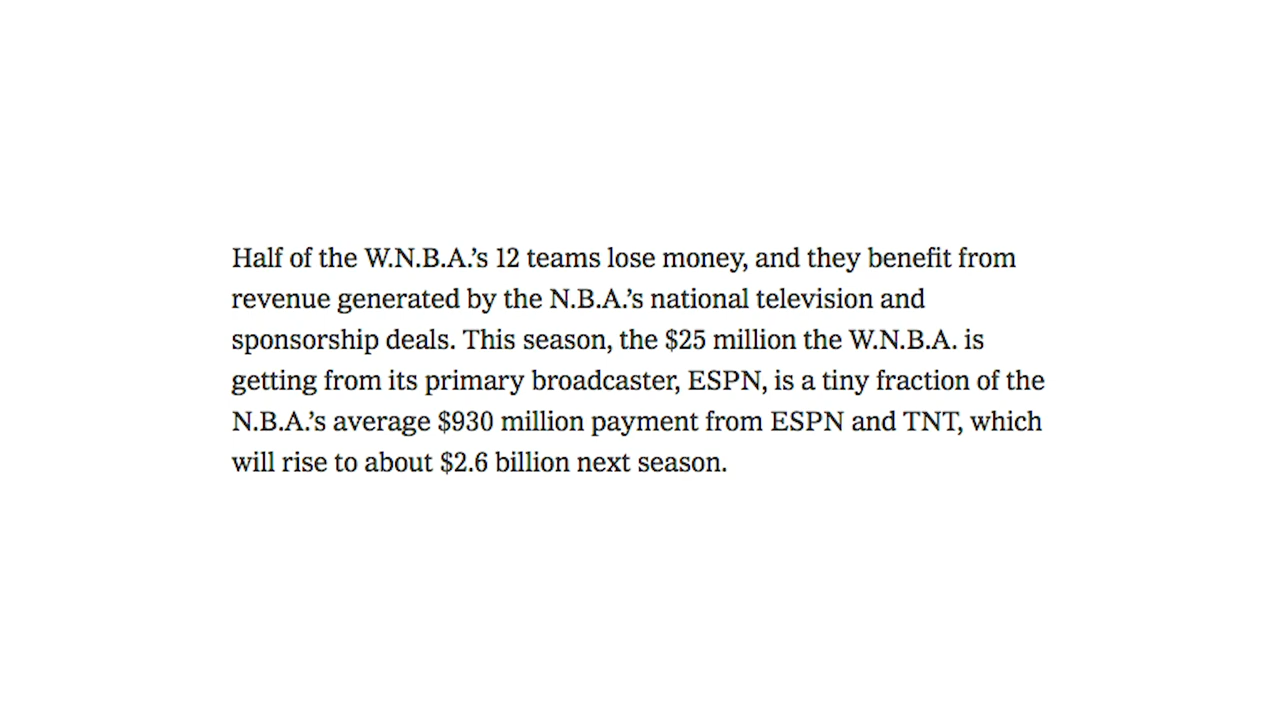 Half of the W.N.B.A.’s 12 teams lose money, and they benefit from
revenue generated by the N.B.A.’s national television and
sponsorship deals. This season, the $25 million the W.N.B.A. is
getting from its primary broadcaster, ESPN, is a tiny fraction of the
N.B.A.’s average $930 million payment from ESPN and TNT, which
will rise to about $2.6 billion next season.